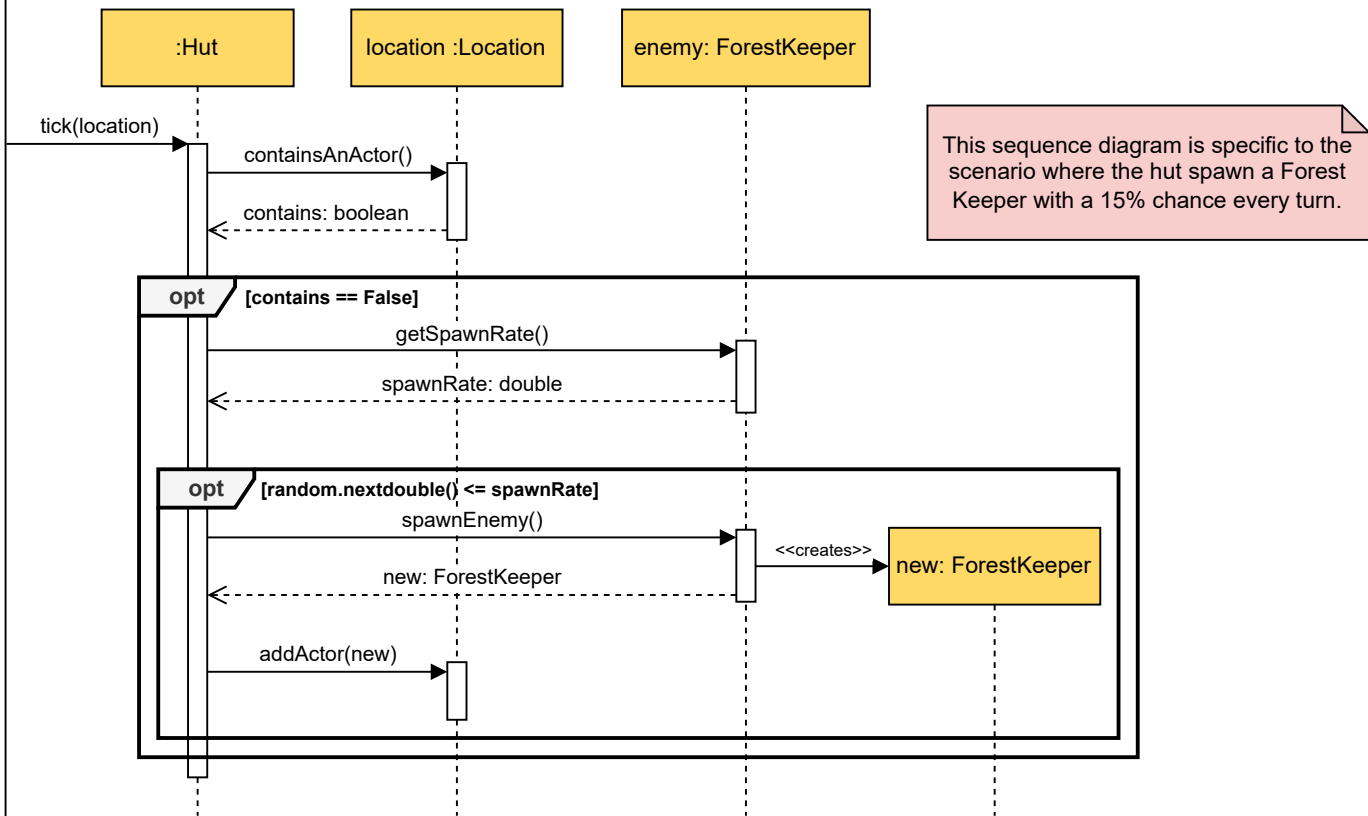 :Hut
location :Location
enemy: ForestKeeper
tick(location)
containsAnActor()
contains: boolean
This sequence diagram is specific to the
scenario where the hut spawn a Forest
Keeper with a 15% chance every turn.
opt
[contains == False]
getSpawnRate()
spawnRate: double
opt
[random.nextdouble() <= spawnRate]
spawnEnemy()
<<creates>>
new: ForestKeeper
new: ForestKeeper
addActor(new)